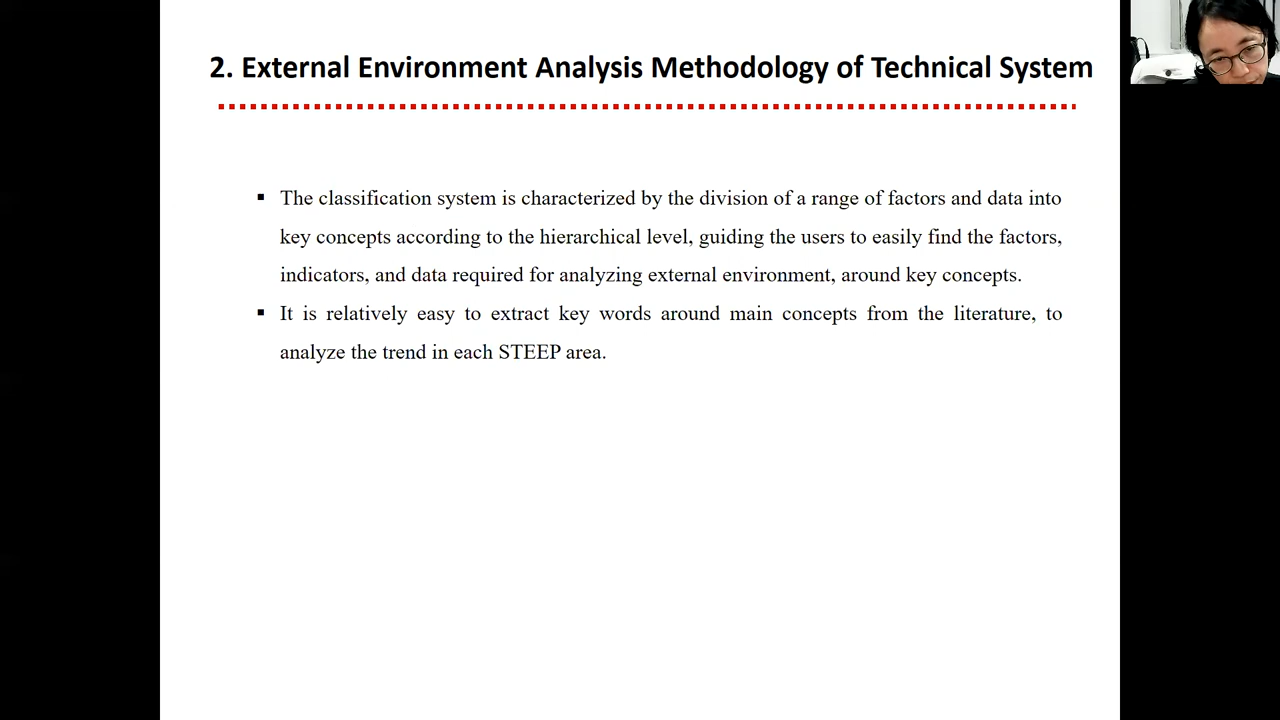 2. External Environment Analysis Methodology of Technical System
▪ The classification system is characterized by the division of a range of factors and data into
key concepts according to the hierarchical level, guiding the users to easily find the factors,
indicators, and data required for analyzing external environment, around key concepts.
▪ It is relatively easy to extract key words around main concepts from the literature, to
analyze the trend in each STEEP area.